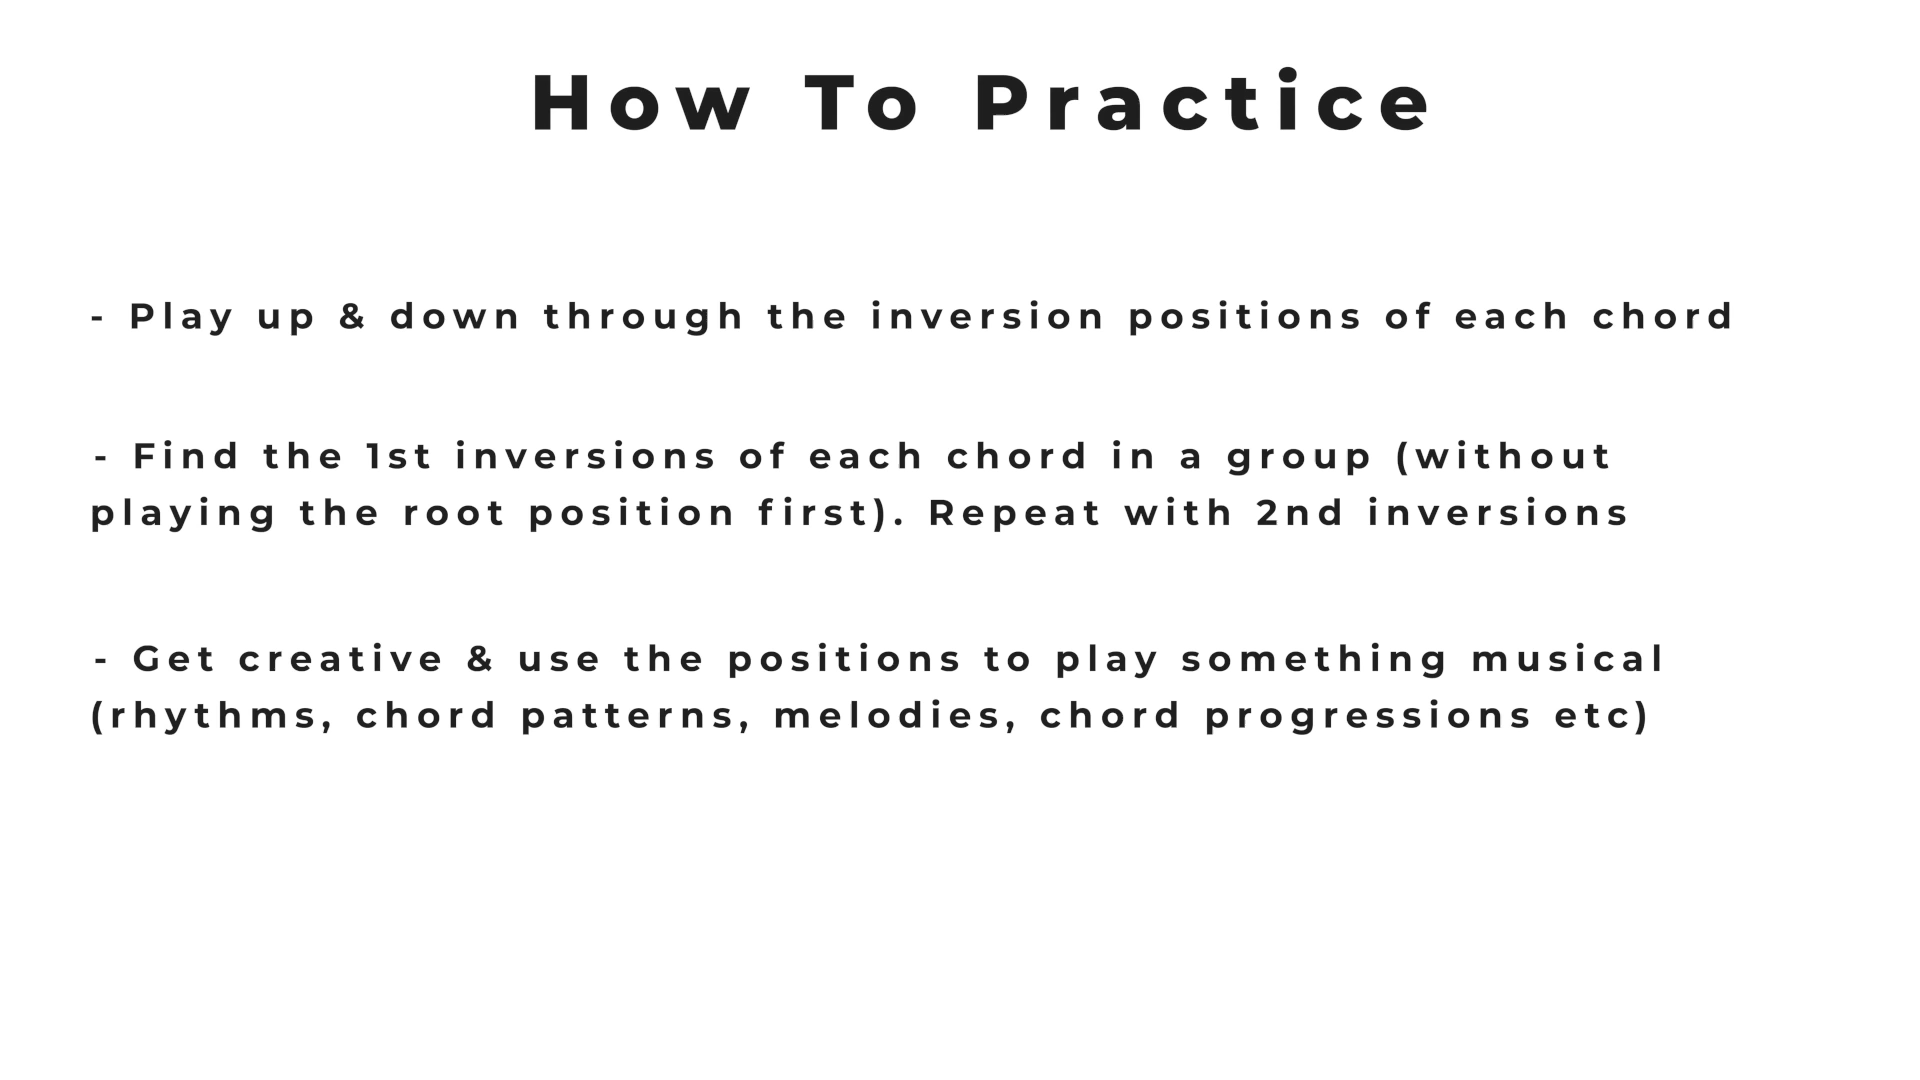 How To Practice
- Play up & down through the inversion positions of each chord
- Find the 1st inversions of each chord in a group (without
playing the root position first). Repeat with 2nd inversions
- Get creative & use the positions to play something musical
(rhythms, chord patterns, melodies, chord progressions etc)